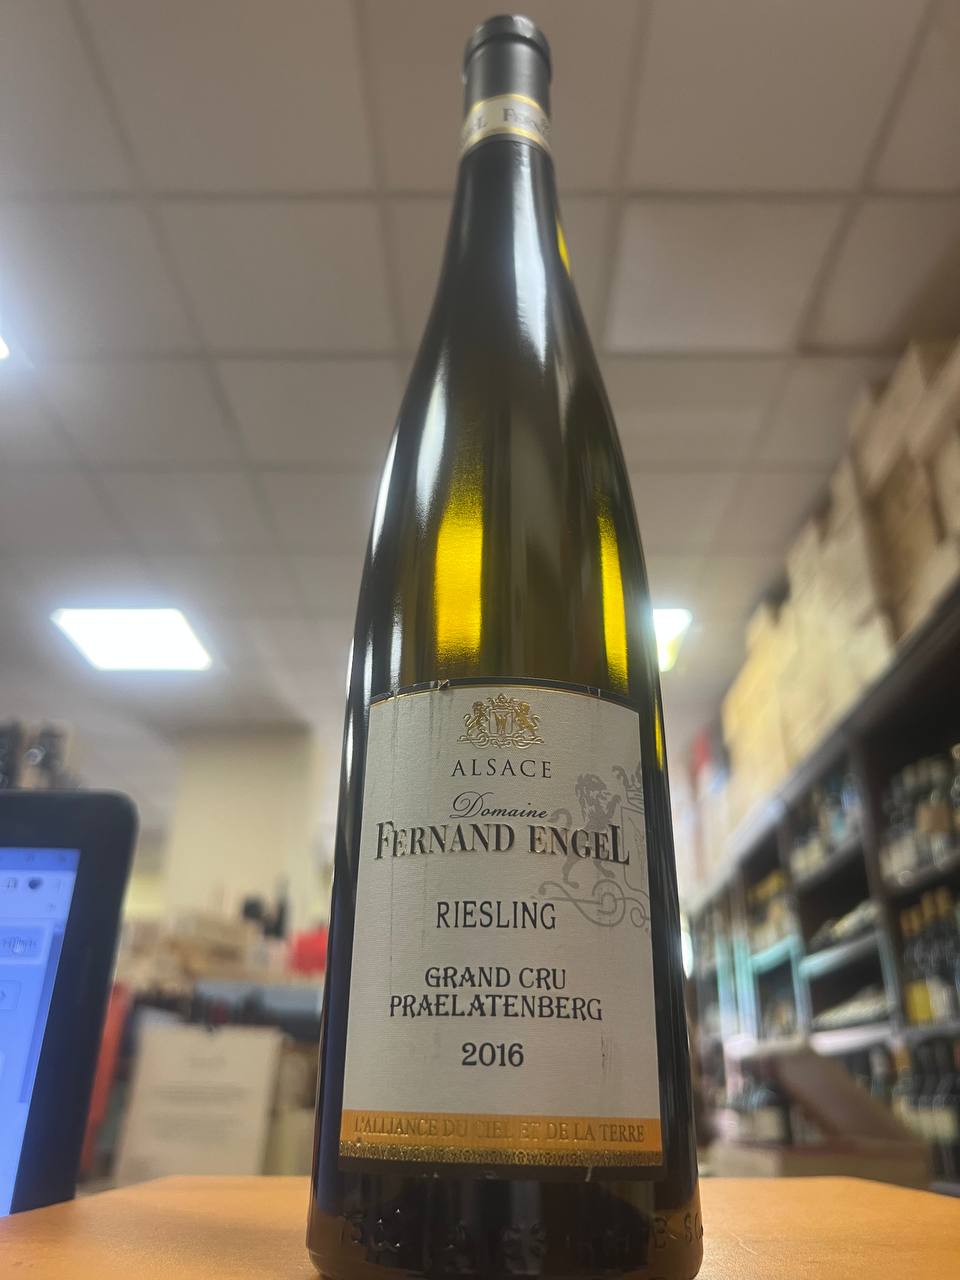 ALSACE
Domaine
FERNAND ENGEL
RIESLING
GRAND CRU
PRAELATENBERG
2016
L'ALLIANCE DU CIEL ET DE LA TERRE